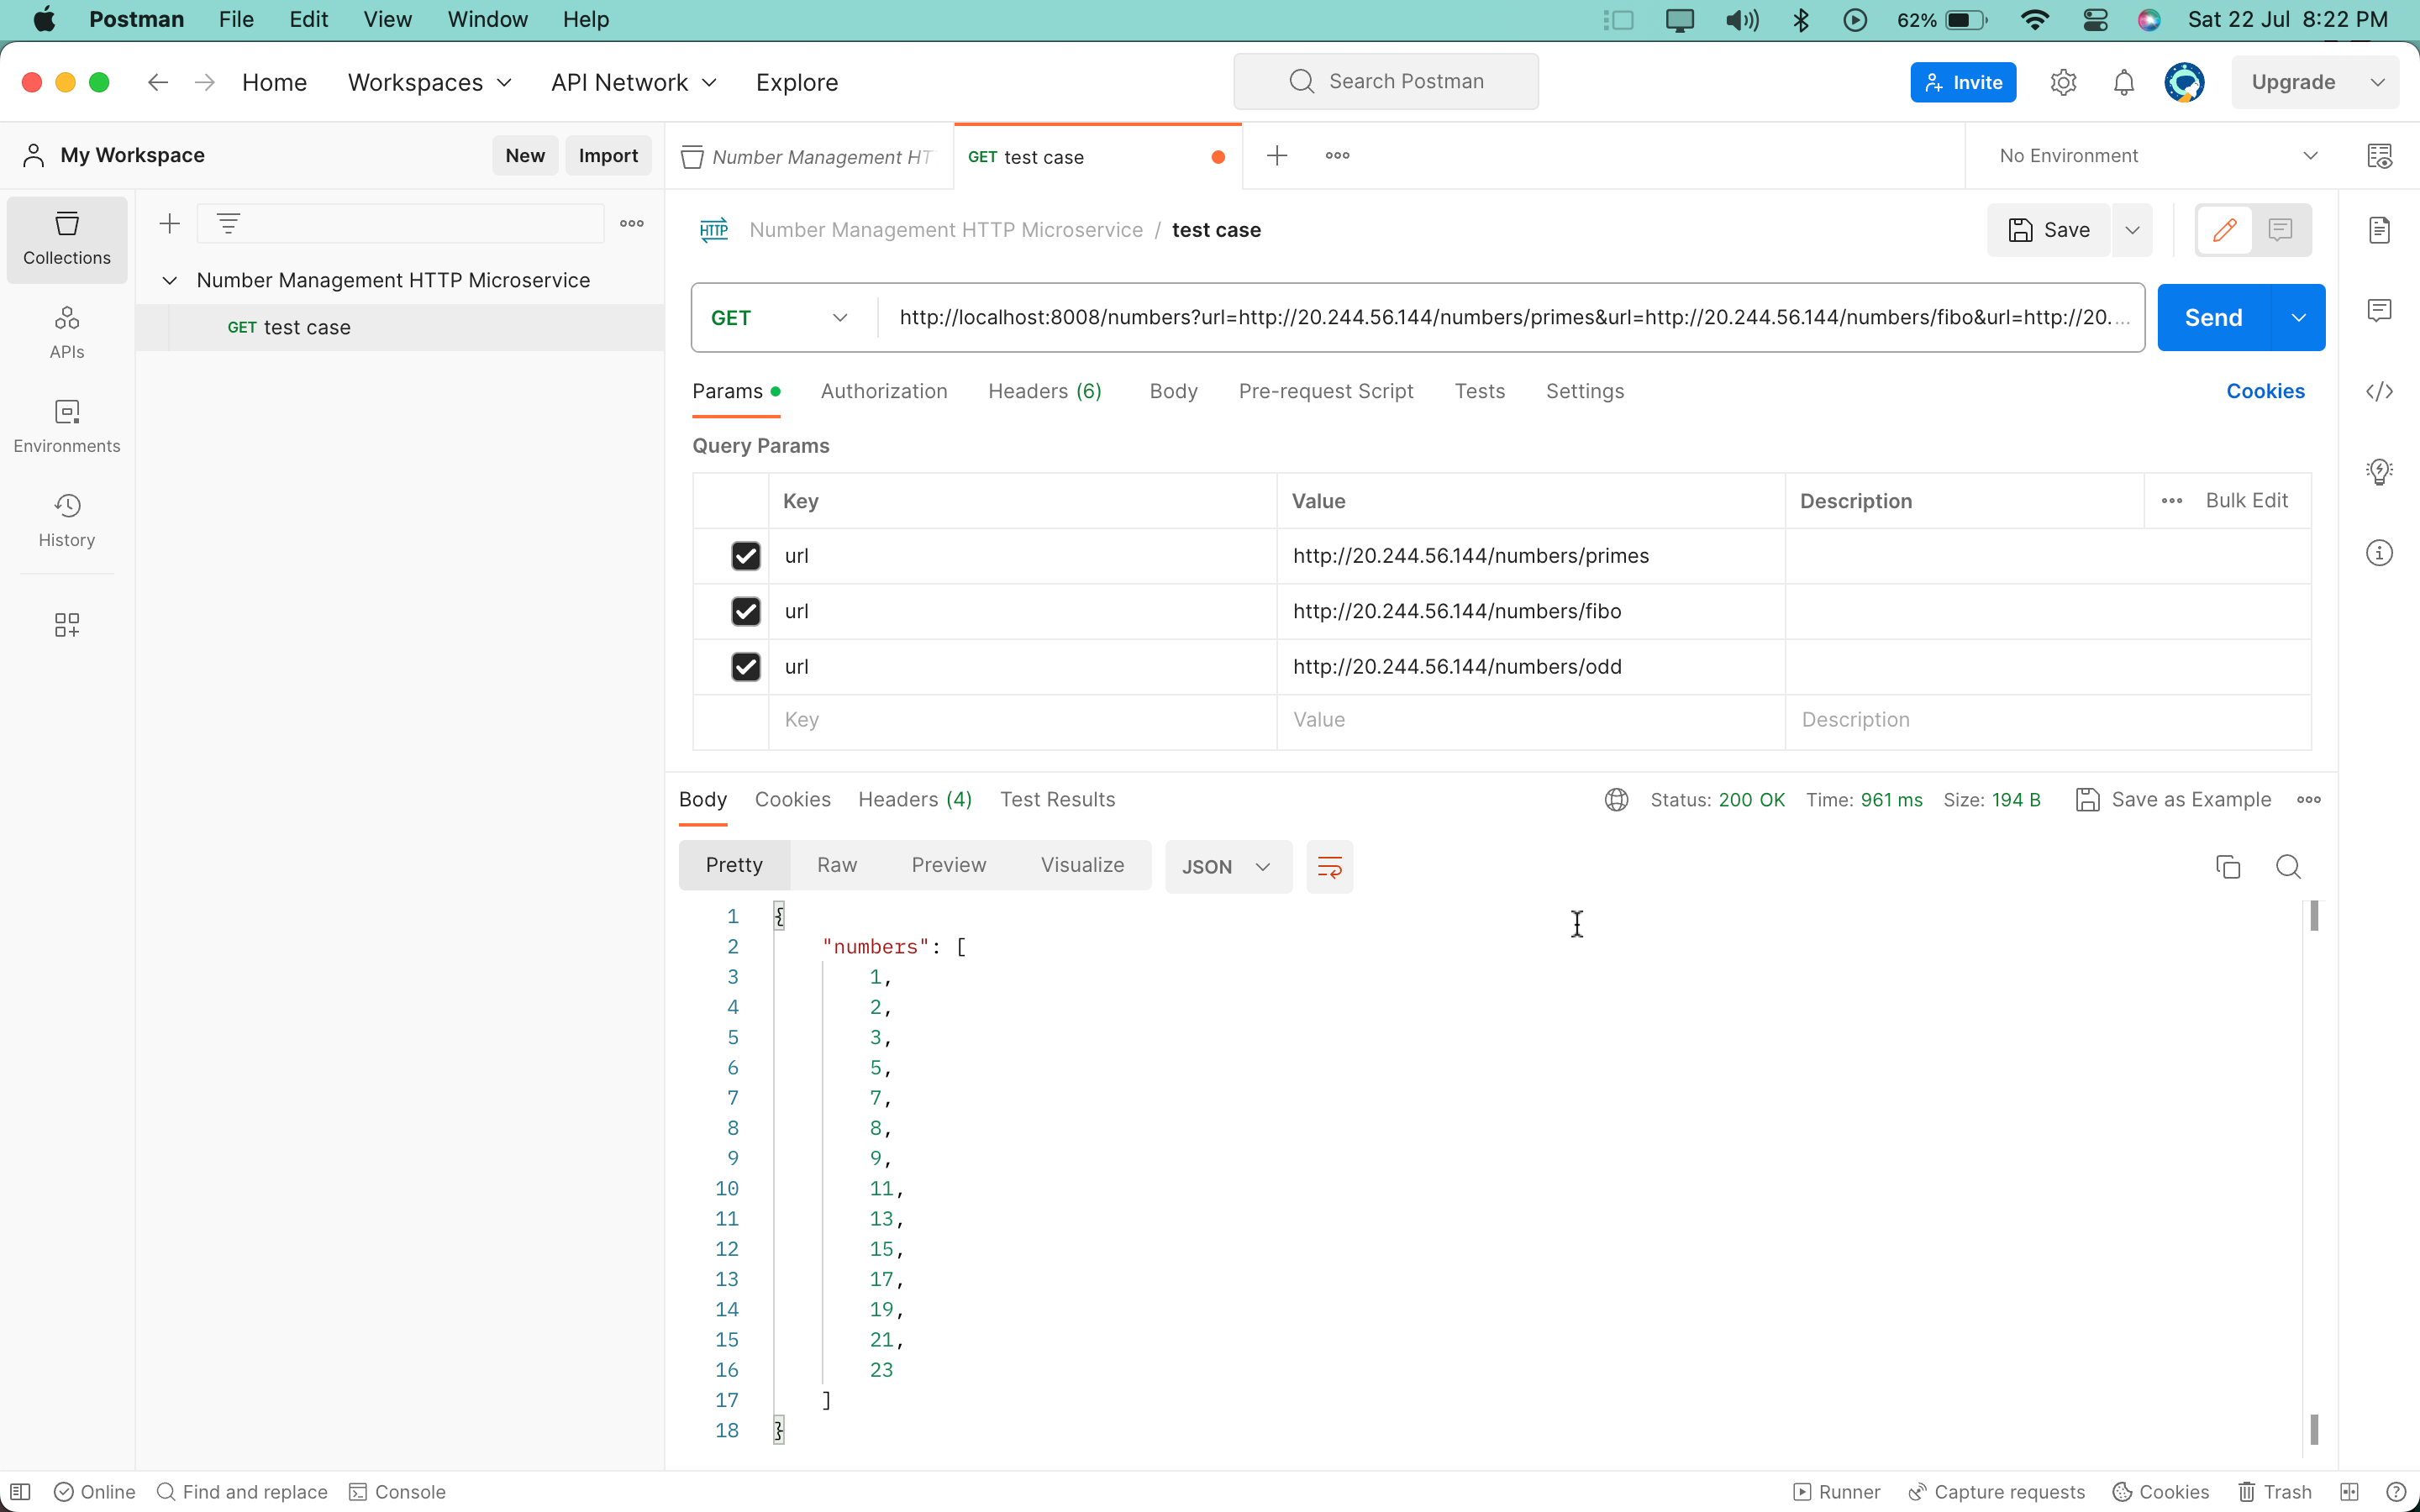 Postman File Edit View Window Help 62% Sat 22 Jul 8:22 PM
Home Workspaces API Network Explore Search Postman Invite Upgrade
My Workspace New Import Number Management HT GET test case No Environment
Collections
Number Management HTTP Microservice / test case Save
Number Management HTTP Microservice
GET test case
APIs
GET http://localhost:8008/numbers?url=http://20.244.56.144/numbers/primes&url=http://20.244.56.144/numbers/fibo&url=http://20.... Send
Params Authorization Headers (6) Body Pre-request Script Tests Settings Cookies
Environments
Query Params
History
Key Value Description Bulk Edit
url http://20.244.56.144/numbers/primes
url http://20.244.56.144/numbers/fibo
url http://20.244.56.144/numbers/odd
Key Value Description
Body Cookies Headers (4) Test Results Status: 200 OK Time: 961 ms Size: 194 B Save as Example
Pretty Raw Preview Visualize JSON
1 {
2 "numbers": [
3 1,
4 2,
5 3,
6 5,
7 7,
8 8,
9 9,
10 11,
11 13,
12 15,
13 17,
14 19,
15 21,
16 23
17 ]
18 }
Online Find and replace Console Runner Capture requests Cookies Trash